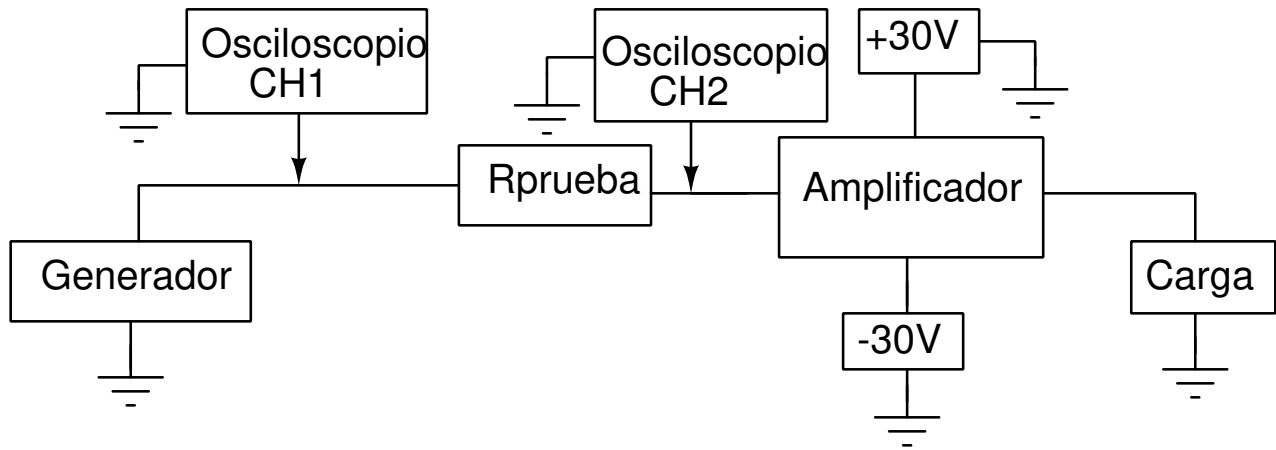 Osciloscopio
CH1
Osciloscopio
CH2
+30V
Rprueba
Amplificador
Generador
Carga
-30V